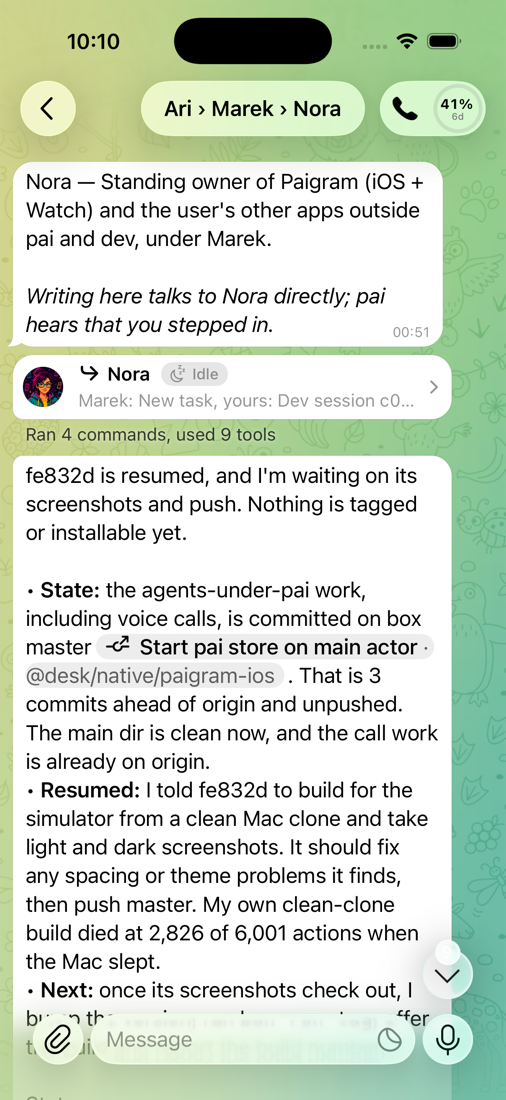 10:10
Ari › Marek › Nora
41%
6d
Nora — Standing owner of Paigram (iOS +
Watch) and the user's other apps outside
pai and dev, under Marek.
Writing here talks to Nora directly; pai
hears that you stepped in.
00:51
Nora Idle
Marek: New task, yours: Dev session c0...
Ran 4 commands, used 9 tools
fe832d is resumed, and I'm waiting on its
screenshots and push. Nothing is tagged
or installable yet.
• State: the agents-under-pai work,
including voice calls, is committed on box
master Start pai store on main actor ·
@desk/native/paigram-ios . That is 3
commits ahead of origin and unpushed.
The main dir is clean now, and the call work
is already on origin.
• Resumed: I told fe832d to build for the
simulator from a clean Mac clone and take
light and dark screenshots. It should fix
any spacing or theme problems it finds,
then push master. My own clean-clone
build died at 2,826 of 6,001 actions when
the Mac slept.
• Next: once its screenshots check out, I
Message